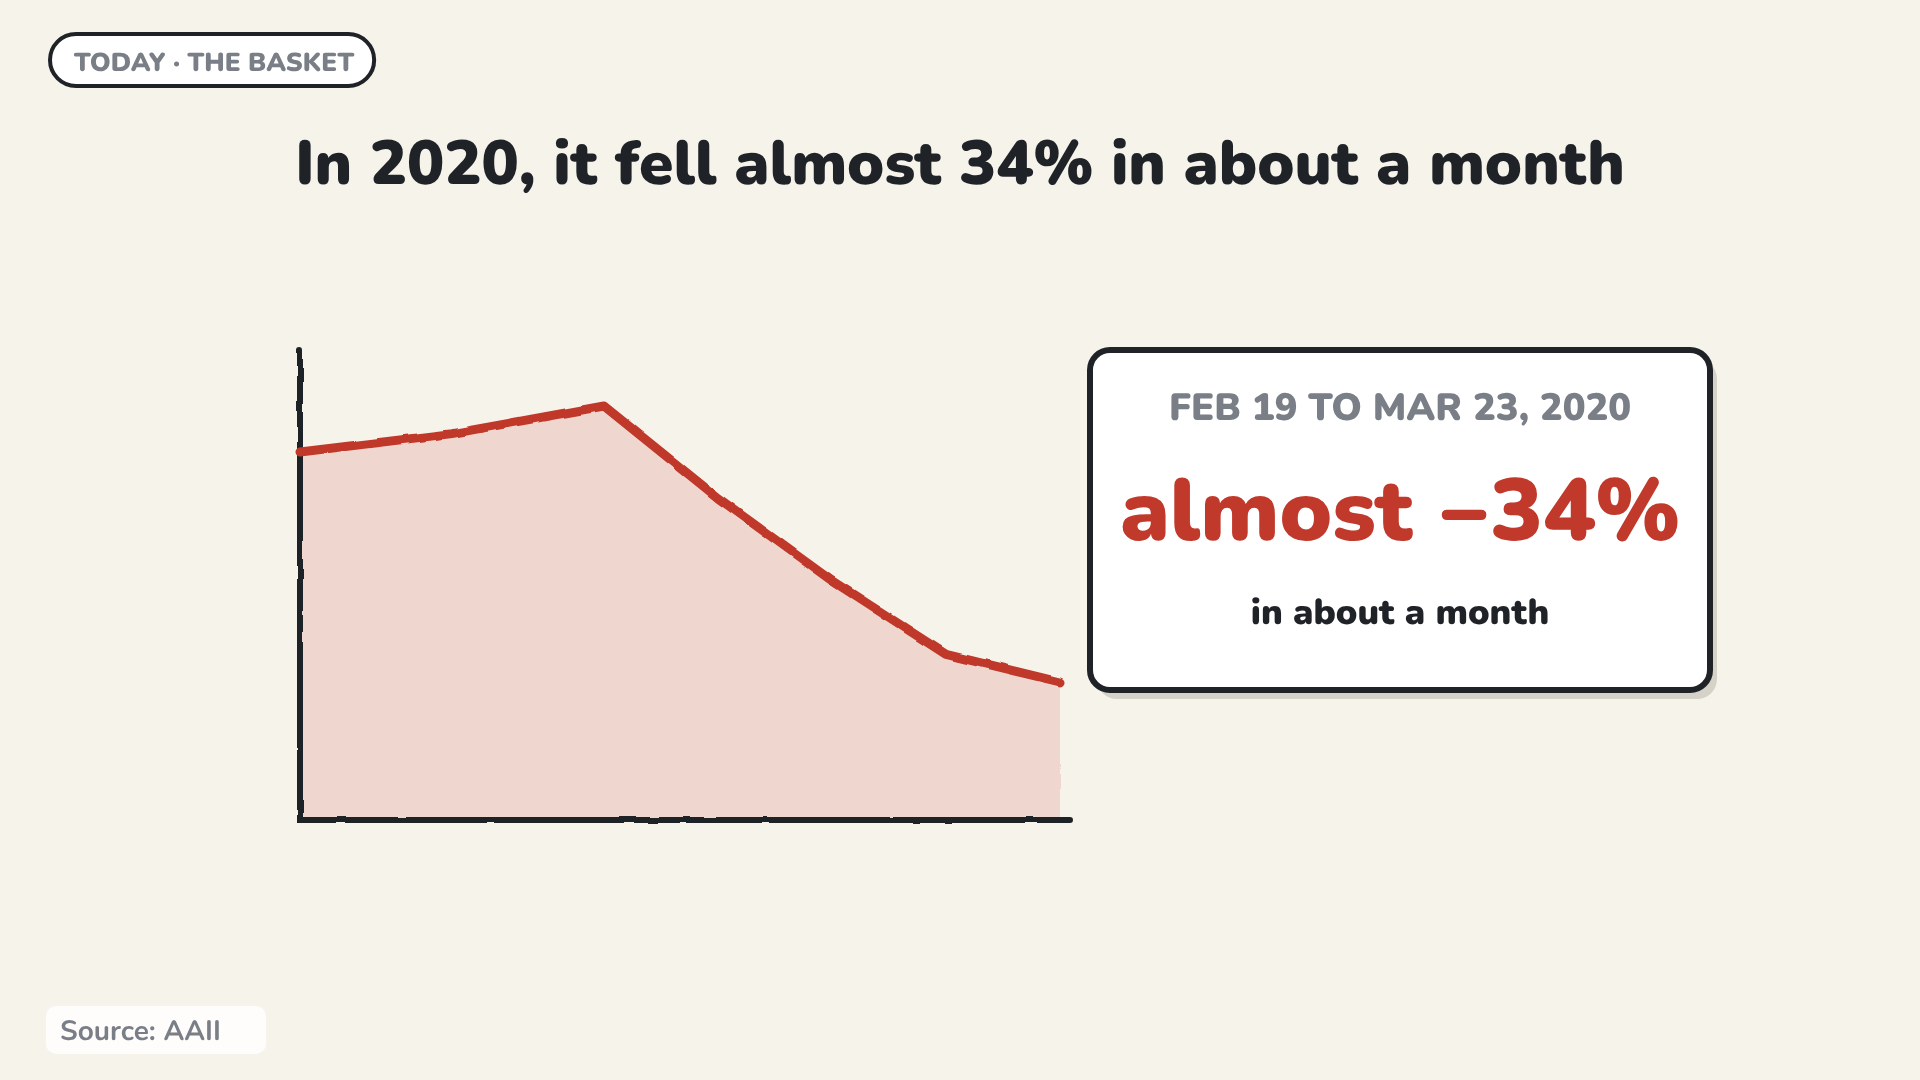 TODAY · THE BASKET
In 2020, it fell almost 34% in about a month
FEB 19 TO MAR 23, 2020
almost −34%
in about a month
Source: AAII